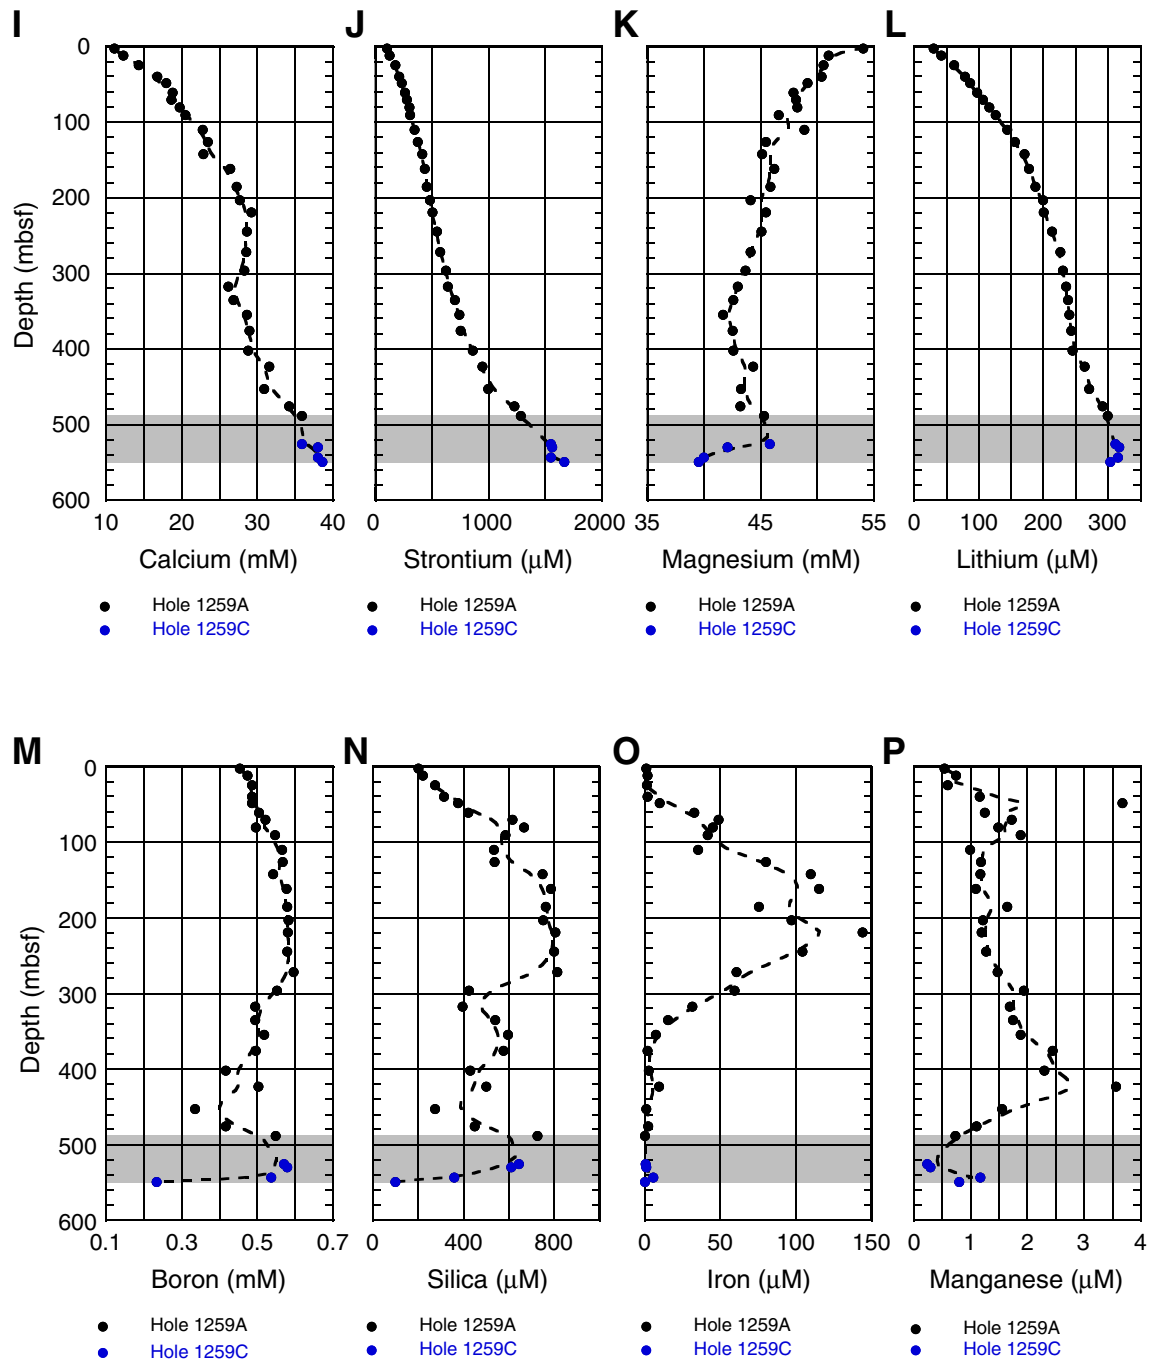 I J K L
0
100
200
300
400
500
600
Depth (mbsf)
10 20 30 40
0 1000 2000
35 45 55
0 100 200 300
Calcium (mM)
Strontium (μM)
Magnesium (mM)
Lithium (μM)
Hole 1259A
Hole 1259C
Hole 1259A
Hole 1259C
Hole 1259A
Hole 1259C
Hole 1259A
Hole 1259C
M N O P
0
100
200
300
400
500
600
Depth (mbsf)
0.1 0.3 0.5 0.7
0 400 800
0 50 100 150
0 1 2 3 4
Boron (mM)
Silica (μM)
Iron (μM)
Manganese (μM)
Hole 1259A
Hole 1259C
Hole 1259A
Hole 1259C
Hole 1259A
Hole 1259C
Hole 1259A
Hole 1259C